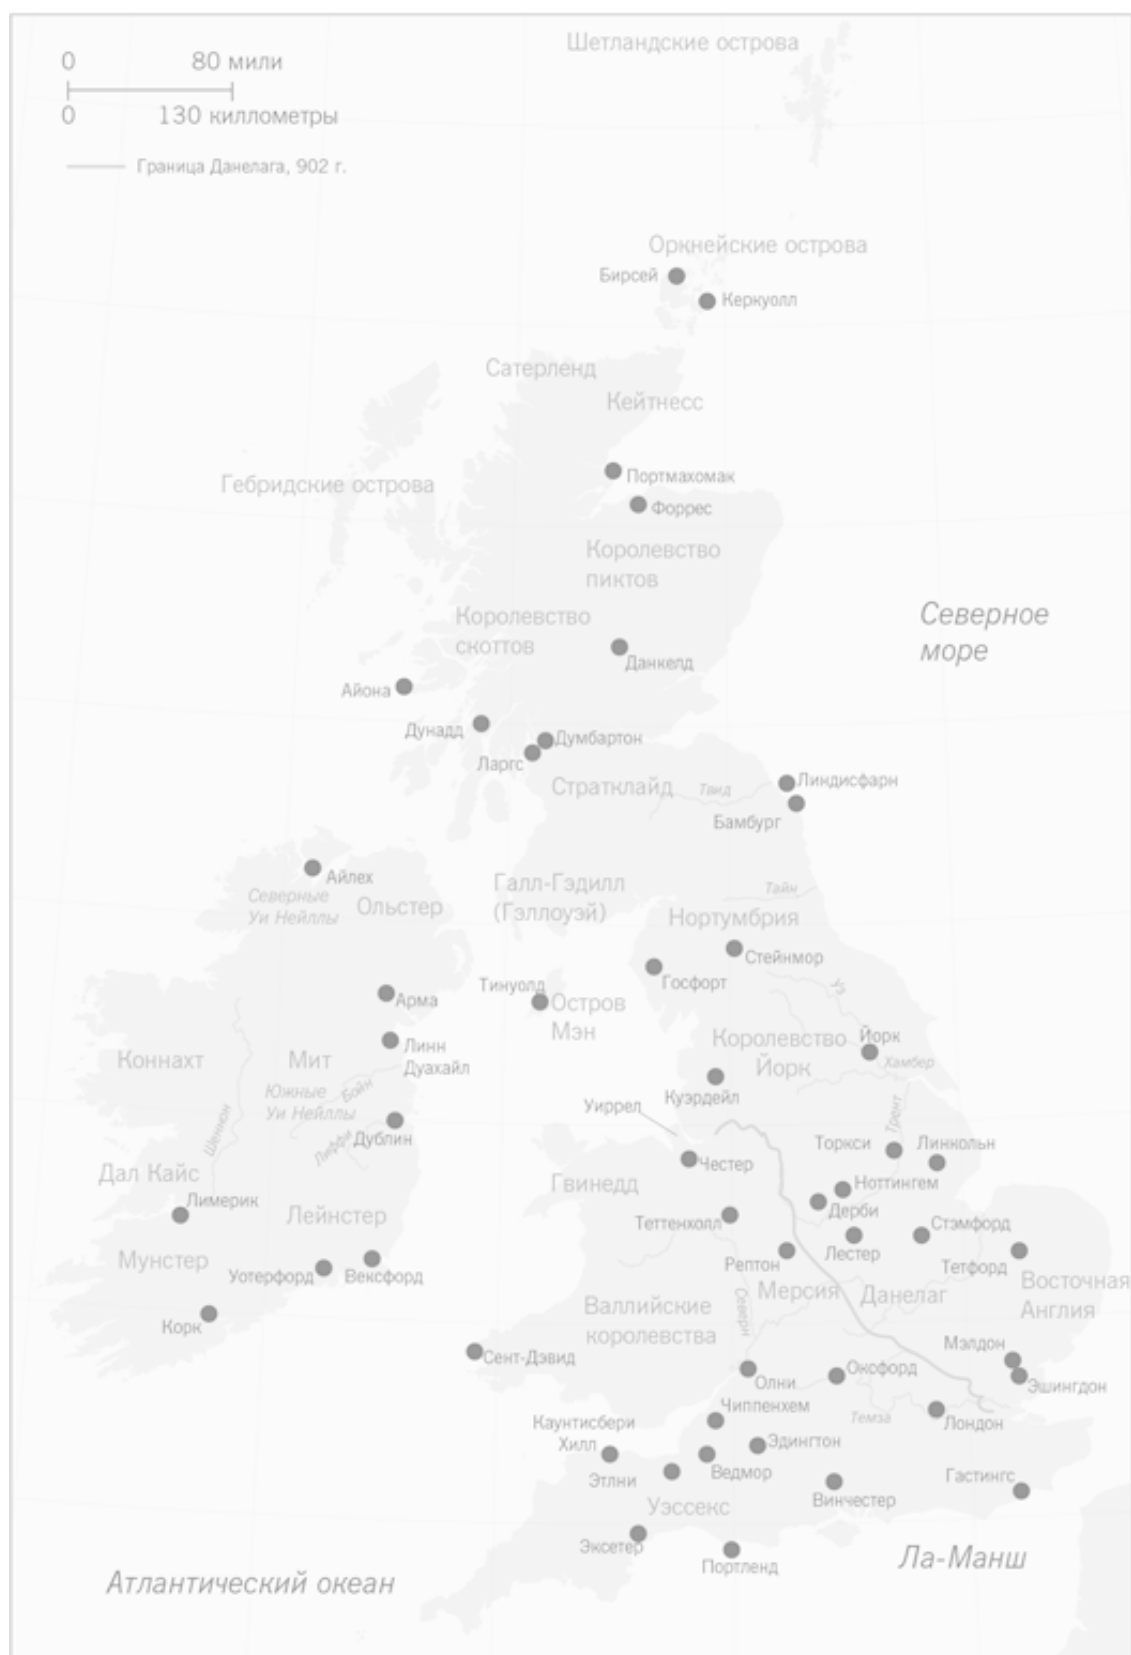 Шетландские острова
0 80 мили
0 130 киллометры
Граница Данелага, 902 г.
Оркнейские острова
Бирсей
Керкуолл
Сатерленд
Кейтнесс
Портмахомак
Гебридские острова
Форрес
Королевство
пиктов
Королевство
скоттов
Северное
море
Данкелд
Айона
Дунадд
Думбартон
Ларгс
Стратклайд
Твид
Линдисфарн
Бамбург
Айлех
Северные
Уи Нейллы
Ольстер
Галл-Гэдилл
(Гэллоуэй)
Тайн
Нортумбрия
Стейнмор
Госфорт
Тинуолд
Остров
Мэн
Арма
Уз
Линн
Дуахайл
Коннахт
Мит
Королевство
Йорк
Йорк
Хамбер
Южные
Уи Нейллы
Бойн
Куэрдейл
Уиррел
Шеннон
Лиффи
Дублин
Трент
Торкси
Линкольн
Честер
Дал Кайс
Гвинедд
Ноттингем
Дерби
Лимерик
Лейнстер
Теттенхолл
Стэмфорд
Лестер
Мунстер
Уотерфорд
Вексфорд
Рептон
Тетфорд
Мерсия
Данелаг
Восточная
Англия
Корк
Валлийские
королевства
Северн
Мэлдон
Сент-Дэвид
Олни
Оксфорд
Эшингдон
Чиппенхем
Темза
Лондон
Каунтисбери
Хилл
Эдингтон
Этлни
Ведмор
Гастингс
Винчестер
Уэссекс
Эксетер
Портленд
Ла-Манш
Атлантический океан